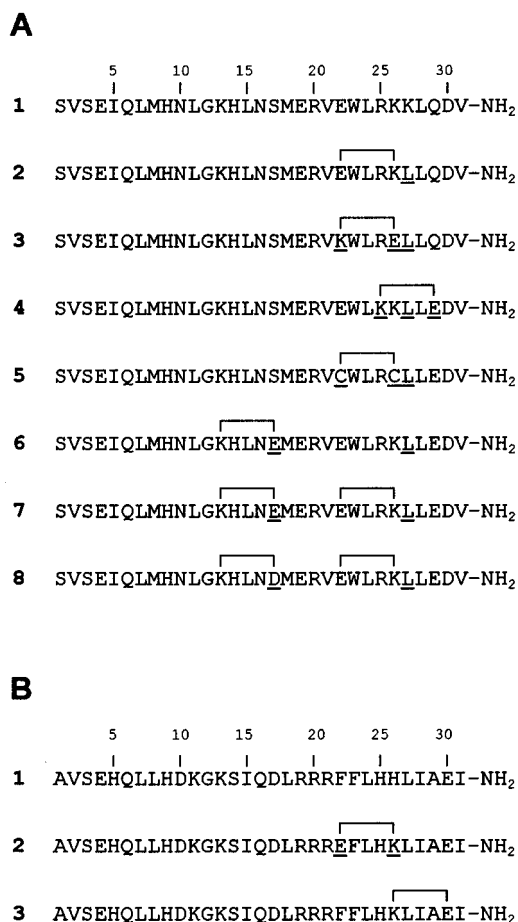 A
5 10 15 20 25 30
1 SVSEIQLMHNLGKHLNSMERVEWLRKKLQDV-NH2
2 SVSEIQLMHNLGKHLNSMERVEWLRKLLQDV-NH2
3 SVSEIQLMHNLGKHLNSMERVKWLRELLQDV-NH2
4 SVSEIQLMHNLGKHLNSMERVEWLKKLLEDV-NH2
5 SVSEIQLMHNLGKHLNSMERVCWLRCLLEDV-NH2
6 SVSEIQLMHNLGKHLNEMERVEWLRKLLEDV-NH2
7 SVSEIQLMHNLGKHLNEMERVEWLRKLLEDV-NH2
8 SVSEIQLMHNLGKHLNDMERVEWLRKLLEDV-NH2
B
5 10 15 20 25 30
1 AVSEHQLLHDKGKSIQDLRRRFFLHHLIAEI-NH2
2 AVSEHQLLHDKGKSIQDLRRREFLHKLIAEI-NH2
3 AVSEHQLLHDKGKSIQDLRRRFFLHKLIAEI-NH2